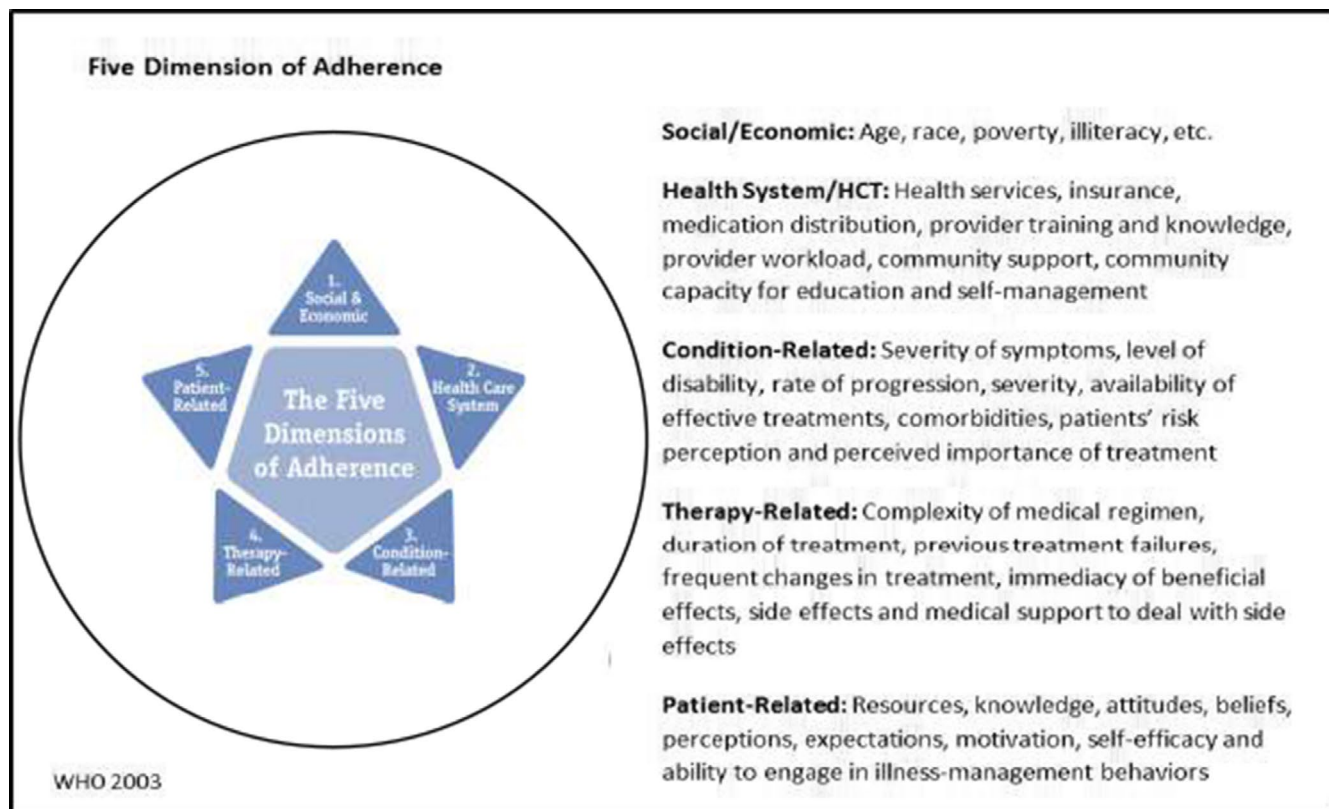 Five Dimension of Adherence
1.
Social &
Economic
2.
Health Care
System
3.
Condition-
Related
4.
Therapy-
Related
5.
Patient-
Related
The Five
Dimensions
of Adherence
WHO 2003
Social/Economic: Age, race, poverty, illiteracy, etc.
Health System/HCT: Health services, insurance,
medication distribution, provider training and knowledge,
provider workload, community support, community
capacity for education and self-management
Condition-Related: Severity of symptoms, level of
disability, rate of progression, severity, availability of
effective treatments, comorbidities, patients' risk
perception and perceived importance of treatment
Therapy-Related: Complexity of medical regimen,
duration of treatment, previous treatment failures,
frequent changes in treatment, immediacy of beneficial
effects, side effects and medical support to deal with side
effects
Patient-Related: Resources, knowledge, attitudes, beliefs,
perceptions, expectations, motivation, self-efficacy and
ability to engage in illness-management behaviors